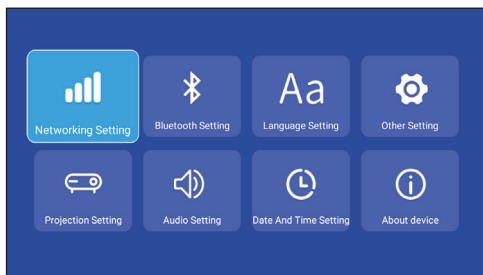 Networking Setting
Bluetooth Setting
Aa
Language Setting
Other Setting
Projection Setting
Audio Setting
Date And Time Setting
About device